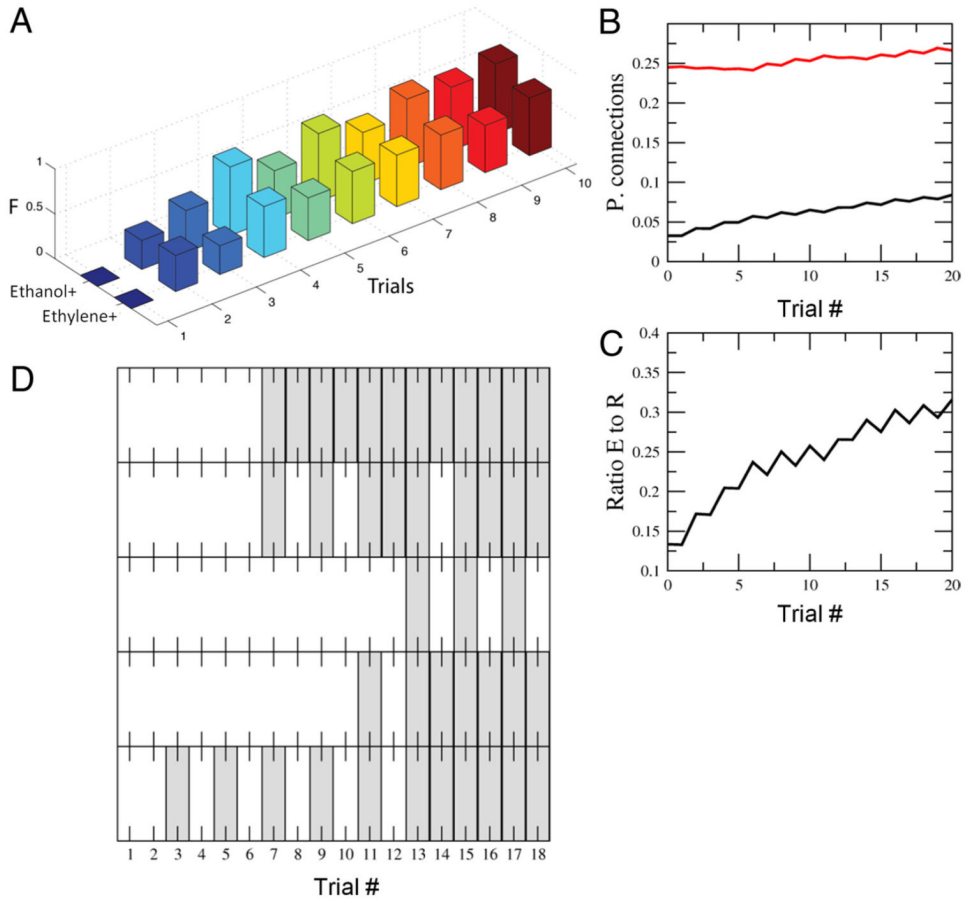 A
1
0.5
0
F
Ethanol+
Ethylene+
1
2
3
4
5
6
7
8
9
10
Trials
B
0.25
0.2
0.15
0.1
0.05
0
P. connections
0 5 10 15 20
Trial #
C
0.4
0.35
0.3
0.25
0.2
0.15
0.1
Ratio E to R
0 5 10 15 20
Trial #
D
1 2 3 4 5 6 7 8 9 10 11 12 13 14 15 16 17 18
Trial #